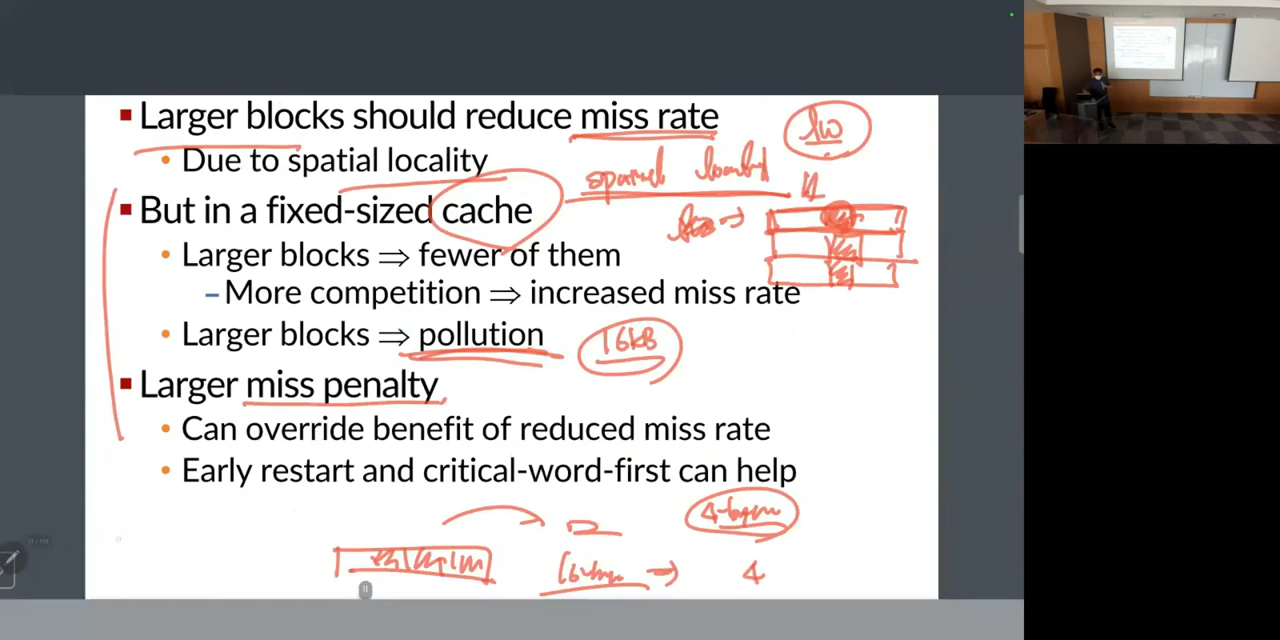 ▪ Larger blocks should reduce miss rate
lw
• Due to spatial locality
▪ But in a fixed-sized cache
• Larger blocks ⇒ fewer of them
– More competition ⇒ increased miss rate
• Larger blocks ⇒ pollution
16kB
▪ Larger miss penalty
• Can override benefit of reduced miss rate
• Early restart and critical-word-first can help
4